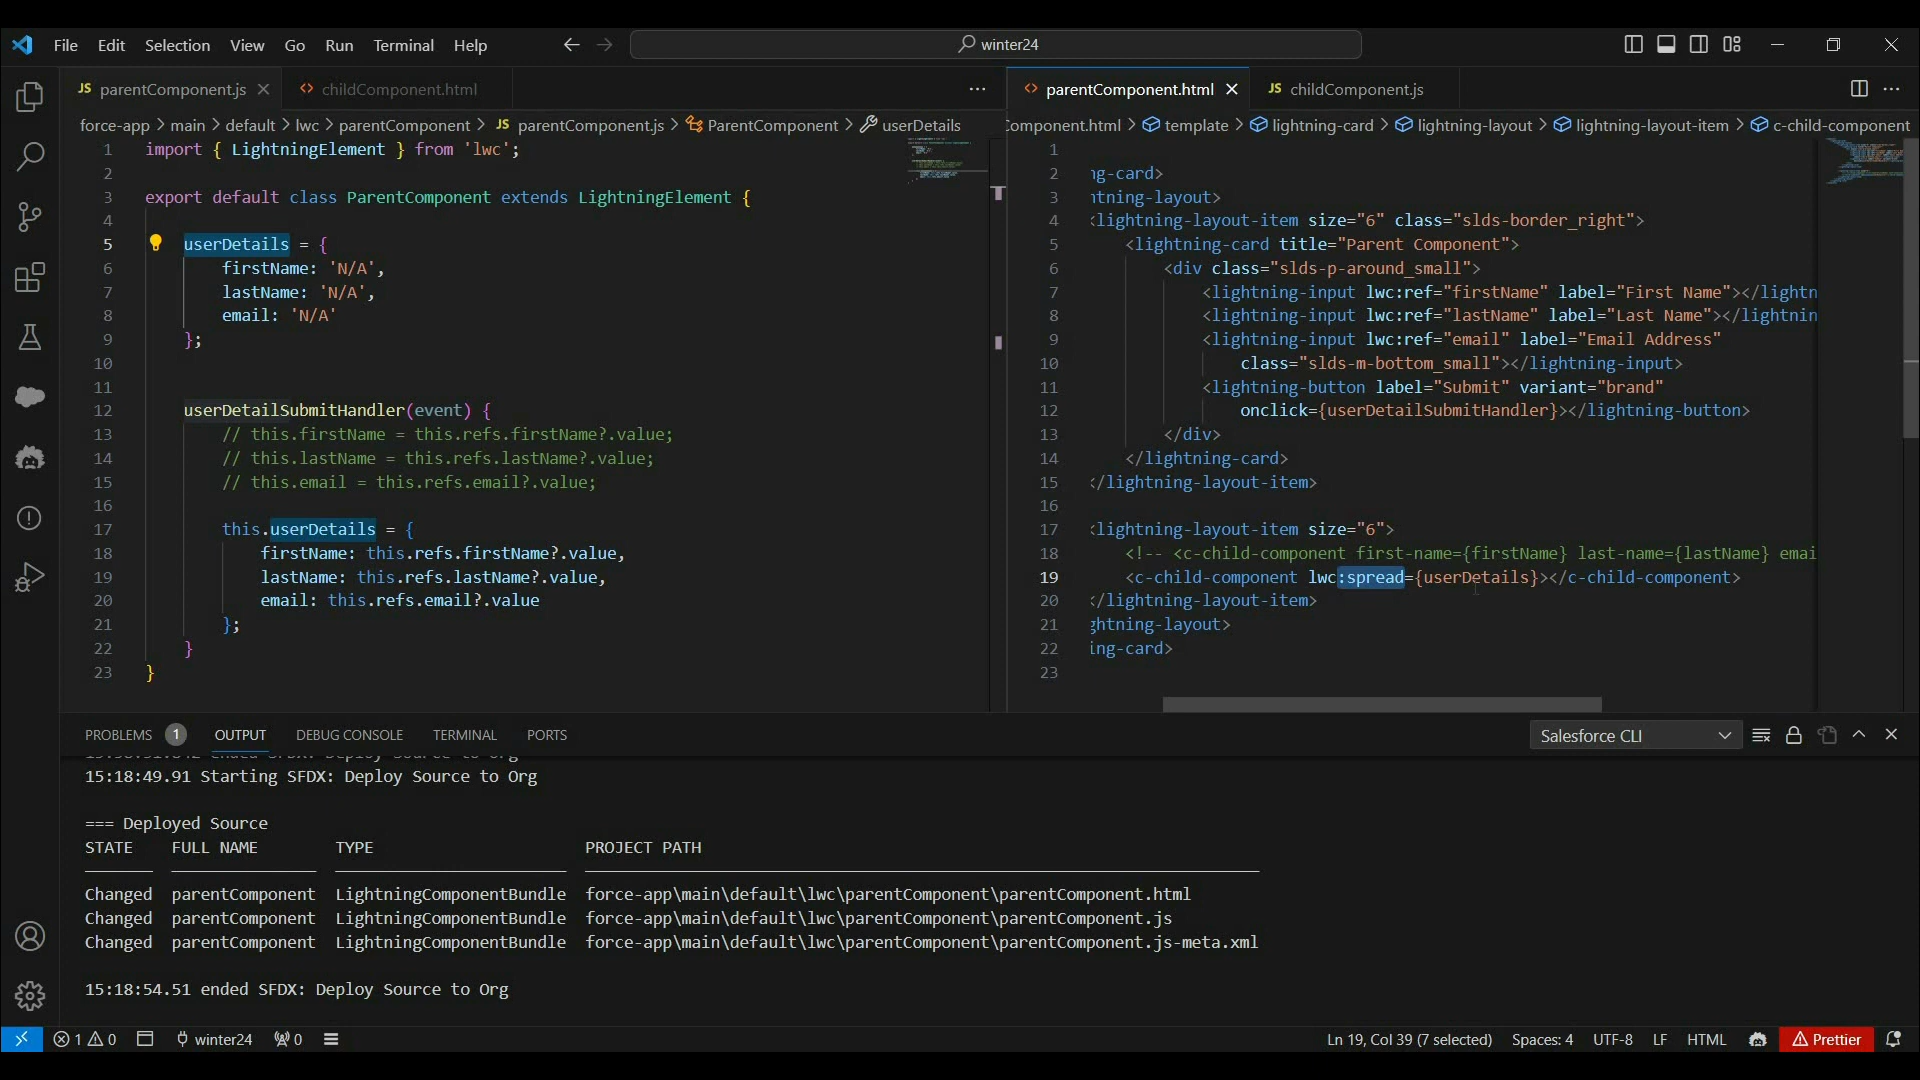 File Edit Selection View Go Run Terminal Help
winter24
JS parentComponent.js
childComponent.html
parentComponent.html
JS childComponent.js
force-app > main > default > lwc > parentComponent > JS parentComponent.js > ParentComponent > userDetails
omponent.html > template > lightning-card > lightning-layout > lightning-layout-item > c-child-component
1 import { LightningElement } from 'lwc';
2
3 export default class ParentComponent extends LightningElement {
4
5 userDetails = {
6 firstName: 'N/A',
7 lastName: 'N/A',
8 email: 'N/A'
9 };
10
11
12 userDetailSubmitHandler(event) {
13 // this.firstName = this.refs.firstName?.value;
14 // this.lastName = this.refs.lastName?.value;
15 // this.email = this.refs.email?.value;
16
17 this.userDetails = {
18 firstName: this.refs.firstName?.value,
19 lastName: this.refs.lastName?.value,
20 email: this.refs.email?.value
21 };
22 }
23 }
1
2 ng-card>
3 htning-layout>
4 <lightning-layout-item size="6" class="slds-border_right">
5 <lightning-card title="Parent Component">
6 <div class="slds-p-around_small">
7 <lightning-input lwc:ref="firstName" label="First Name"></lightn
8 <lightning-input lwc:ref="lastName" label="Last Name"></lightnin
9 <lightning-input lwc:ref="email" label="Email Address"
10 class="slds-m-bottom_small"></lightning-input>
11 <lightning-button label="Submit" variant="brand"
12 onclick={userDetailSubmitHandler}></lightning-button>
13 </div>
14 </lightning-card>
15 </lightning-layout-item>
16
17 <lightning-layout-item size="6">
18 <!-- <c-child-component first-name={firstName} last-name={lastName} emai
19 <c-child-component lwc:spread={userDetails}></c-child-component>
20 </lightning-layout-item>
21 ghtning-layout>
22 ing-card>
23
PROBLEMS 1 OUTPUT DEBUG CONSOLE TERMINAL PORTS
Salesforce CLI
15:18:49.91 Starting SFDX: Deploy Source to Org
=== Deployed Source
STATE FULL NAME TYPE PROJECT PATH
Changed parentComponent LightningComponentBundle force-app\main\default\lwc\parentComponent\parentComponent.html
Changed parentComponent LightningComponentBundle force-app\main\default\lwc\parentComponent\parentComponent.js
Changed parentComponent LightningComponentBundle force-app\main\default\lwc\parentComponent\parentComponent.js-meta.xml
15:18:54.51 ended SFDX: Deploy Source to Org
1 0 winter24 0
Ln 19, Col 39 (7 selected) Spaces: 4 UTF-8 LF HTML Prettier